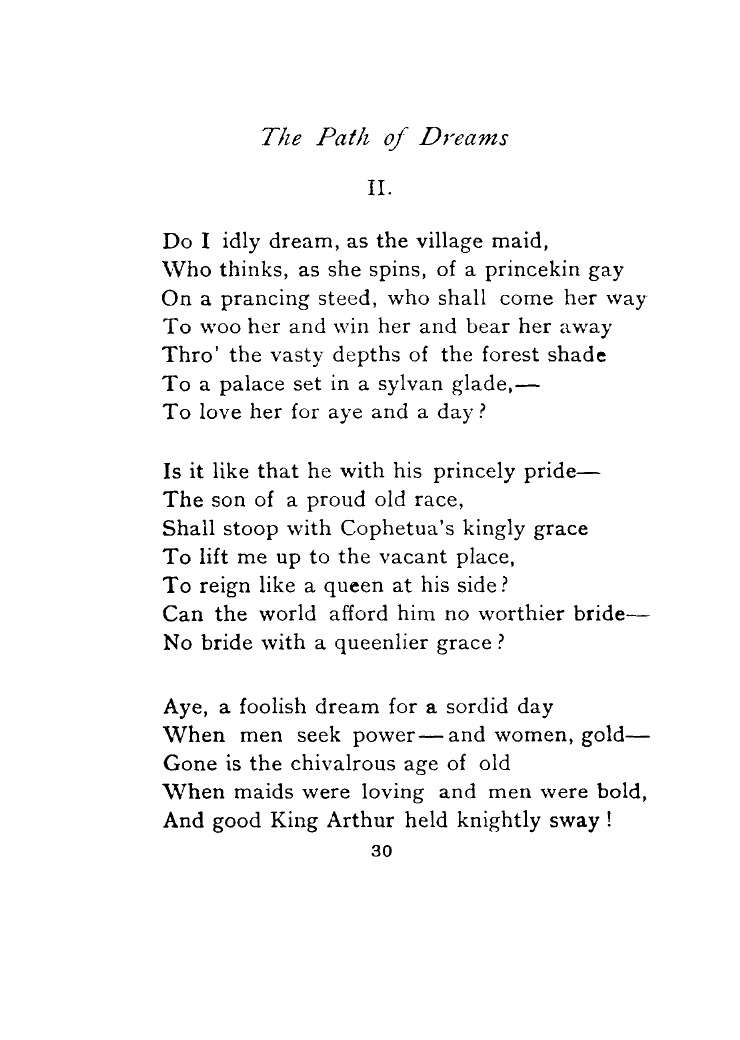 The Path of Dreams
II.
Do I idly dream, as the village maid,
Who thinks, as she spins, of a princekin gay
On a prancing steed, who shall come her way
To woo her and win her and bear her away
Thro' the vasty depths of the forest shade
To a palace set in a sylvan glade,—
To love her for aye and a day?
Is it like that he with his princely pride—
The son of a proud old race,
Shall stoop with Cophetua's kingly grace
To lift me up to the vacant place,
To reign like a queen at his side?
Can the world afford him no worthier bride—
No bride with a queenlier grace?
Aye, a foolish dream for a sordid day
When men seek power—and women, gold—
Gone is the chivalrous age of old
When maids were loving and men were bold,
And good King Arthur held knightly sway!
30